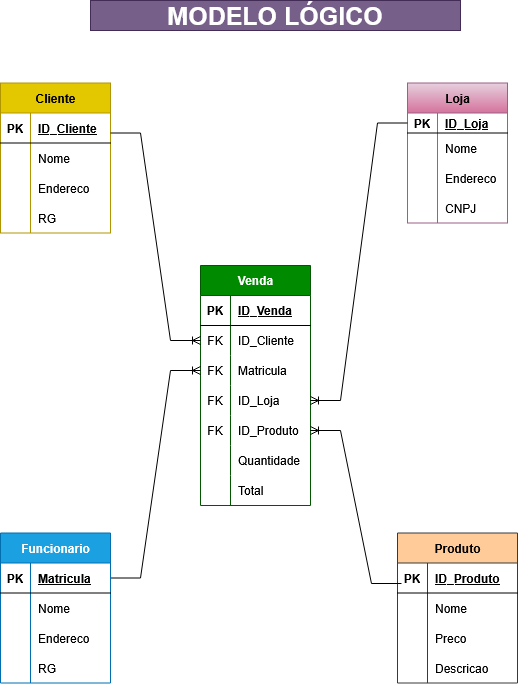 MODELO LÓGICO
Cliente
PK ID_Cliente
Nome
Endereco
RG
Loja
PK ID_Loja
Nome
Endereco
CNPJ
Venda
PK ID_Venda
FK ID_Cliente
FK Matricula
FK ID_Loja
FK ID_Produto
Quantidade
Total
Funcionario
PK Matricula
Nome
Endereco
RG
Produto
PK ID_Produto
Nome
Preco
Descricao